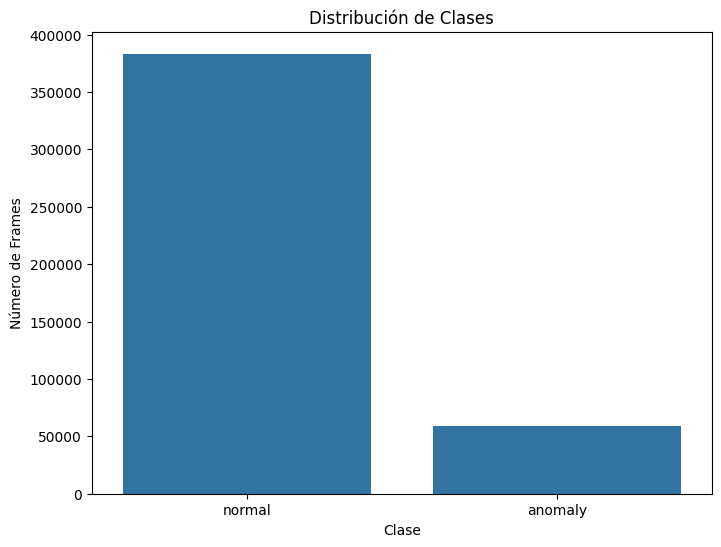 Distribución de Clases
400000
350000
300000
250000
200000
150000
100000
50000
0
Número de Frames
normal
anomaly
Clase